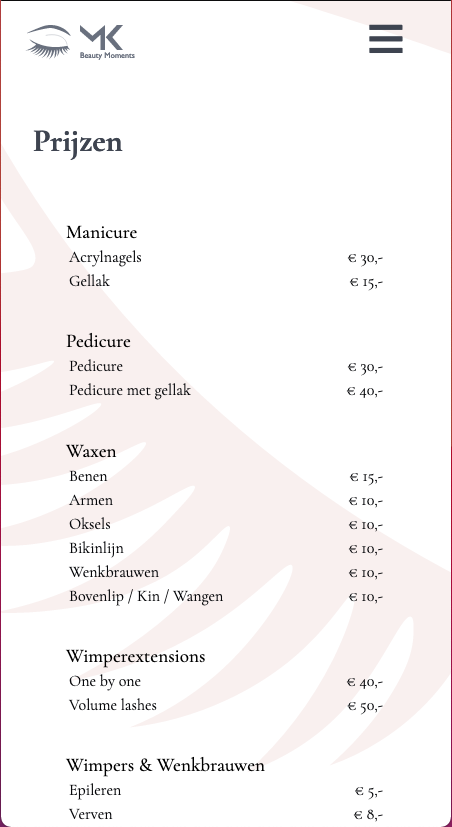 MK
Beauty Moments
Prijzen
Manicure
Acrylnagels € 30,-
Gellak € 15,-
Pedicure
Pedicure € 30,-
Pedicure met gellak € 40,-
Waxen
Benen € 15,-
Armen € 10,-
Oksels € 10,-
Bikinlijn € 10,-
Wenkbrauwen € 10,-
Bovenlip / Kin / Wangen € 10,-
Wimperextensions
One by one € 40,-
Volume lashes € 50,-
Wimpers & Wenkbrauwen
Epileren € 5,-
Verven € 8,-